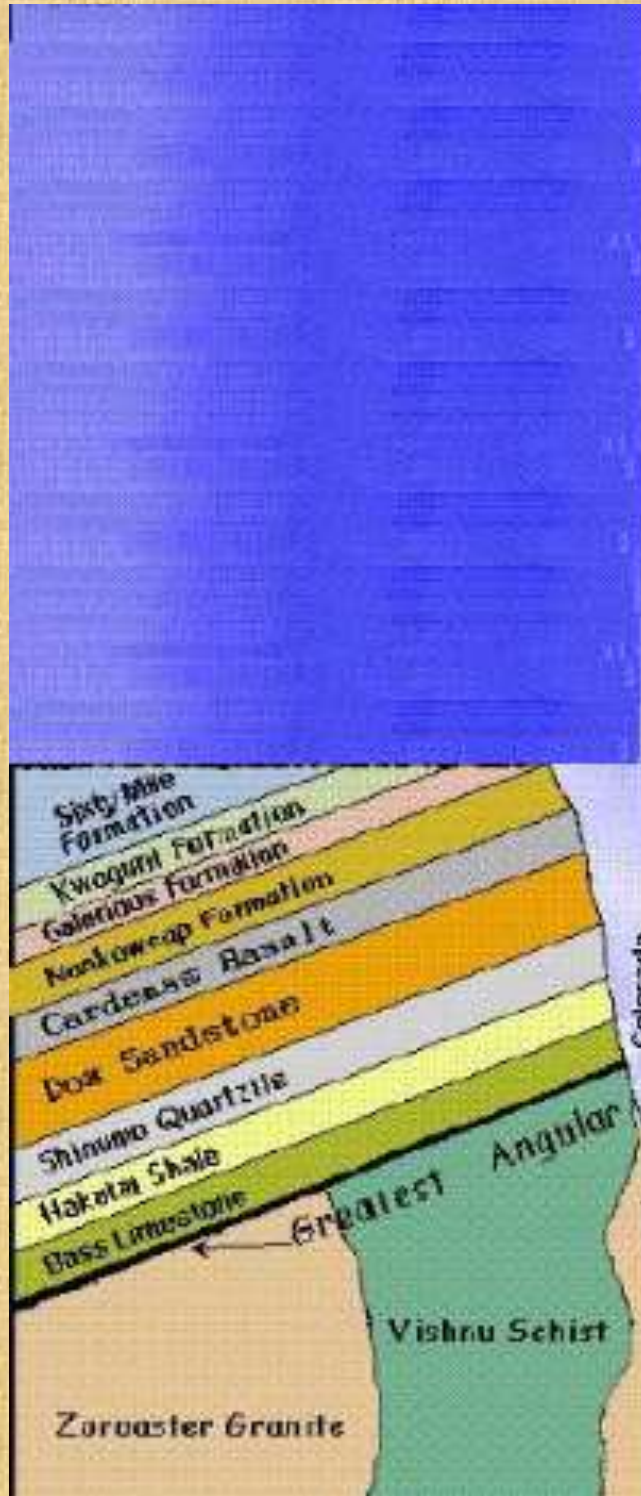 Sixty Mile
Formation
Kwagunt Formation
Galerious Formation
Nankoweap Formation
Cardenas Basalt
Dox Sandstone
Shinumo Quartzite
Hakatai Shale
Bass Limestone
Greatest Angular
Vishnu Schist
Zoroaster Granite